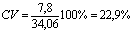 CV = 7,8/34,06 100% = 22,9%